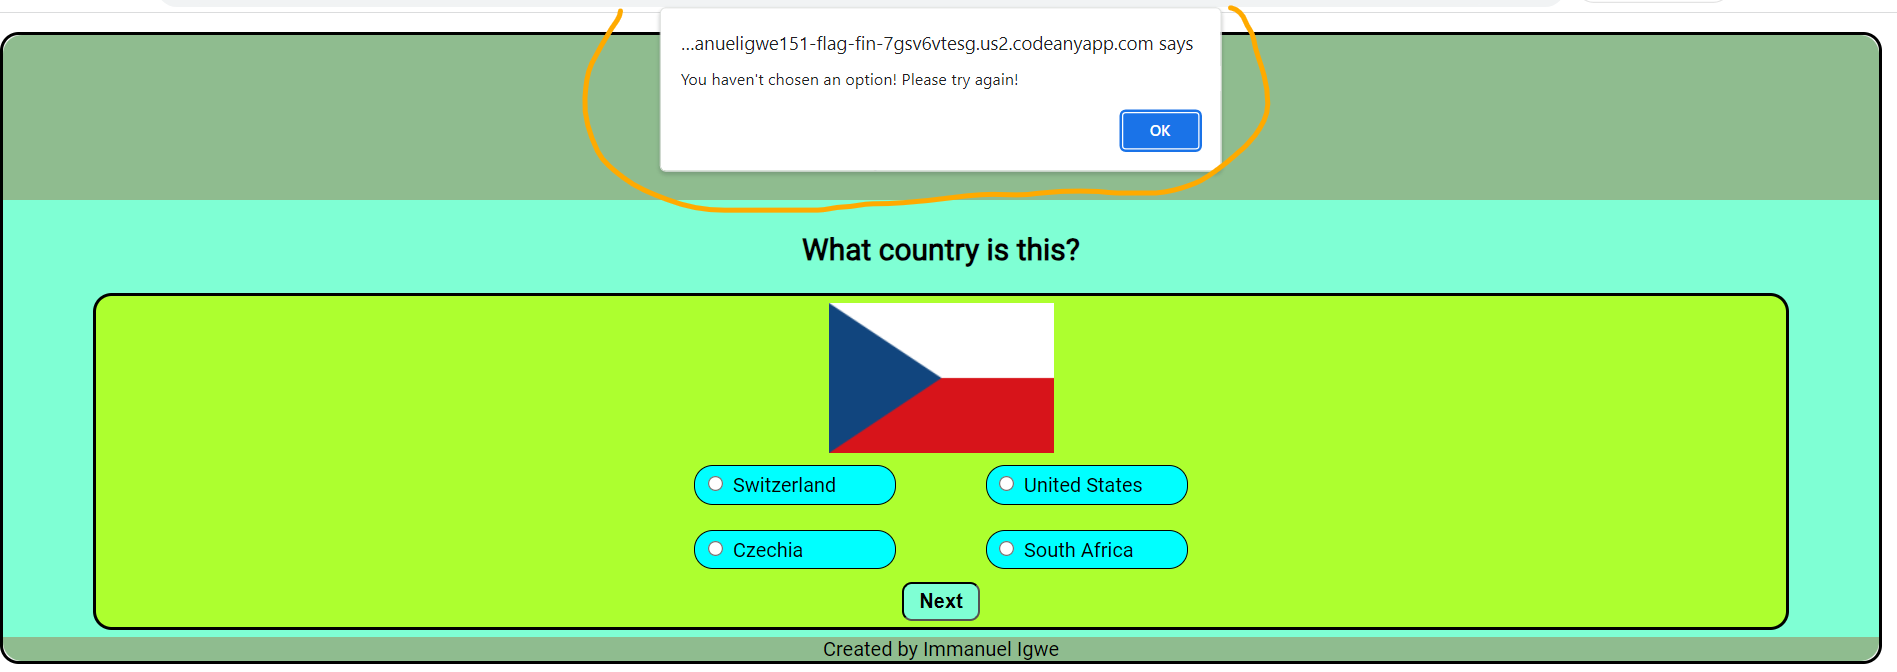 ...anueligwe151-flag-fin-7gsv6vtesg.us2.codeanyapp.com says
You haven't chosen an option! Please try again!
OK
What country is this?
Switzerland
United States
Czechia
South Africa
Next
Created by Immanuel Igwe